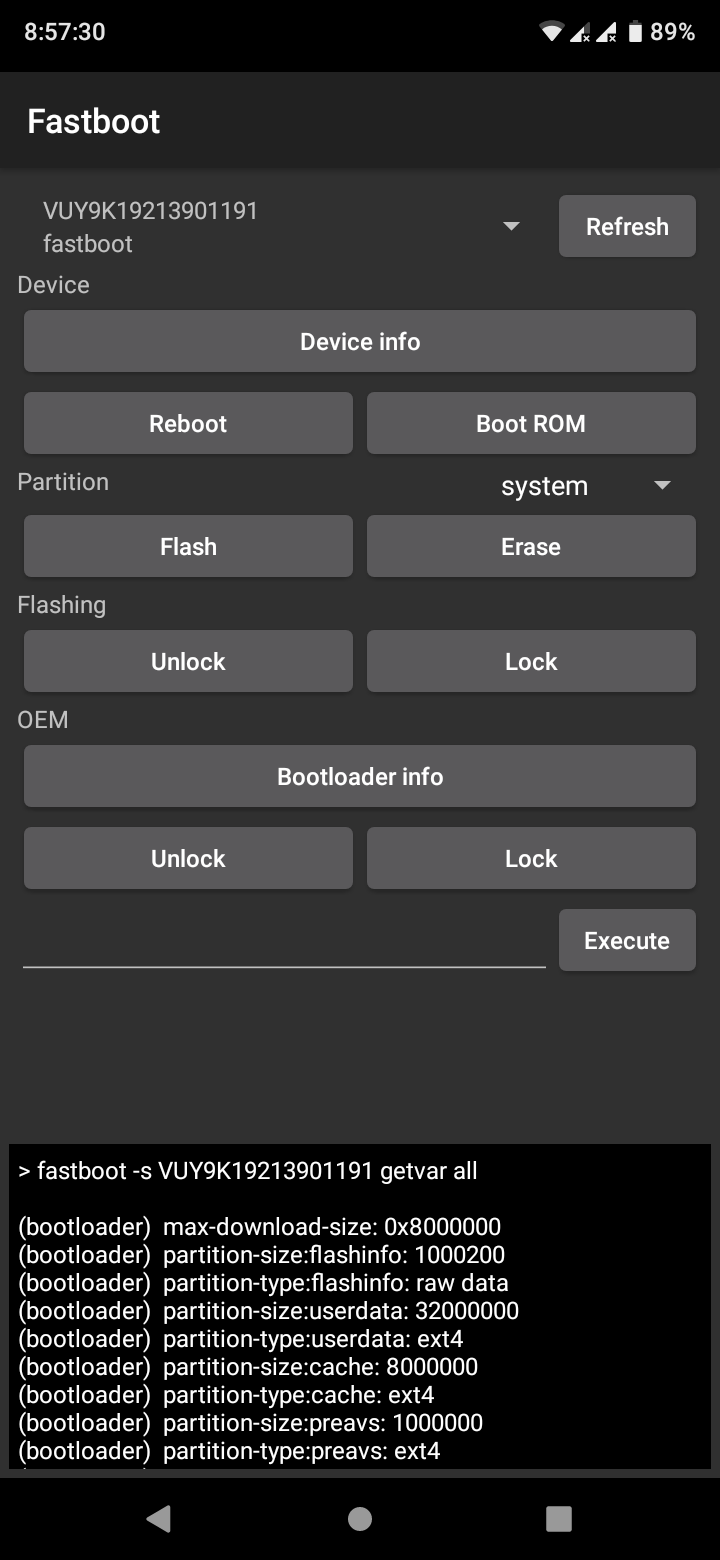 8:57:30
89%
Fastboot
VUY9K19213901191
fastboot
Refresh
Device
Device info
Reboot
Boot ROM
Partition
system
Flash
Erase
Flashing
Unlock
Lock
OEM
Bootloader info
Unlock
Lock
Execute
> fastboot -s VUY9K19213901191 getvar all
(bootloader) max-download-size: 0x8000000
(bootloader) partition-size:flashinfo: 1000200
(bootloader) partition-type:flashinfo: raw data
(bootloader) partition-size:userdata: 32000000
(bootloader) partition-type:userdata: ext4
(bootloader) partition-size:cache: 8000000
(bootloader) partition-type:cache: ext4
(bootloader) partition-size:preavs: 1000000
(bootloader) partition-type:preavs: ext4